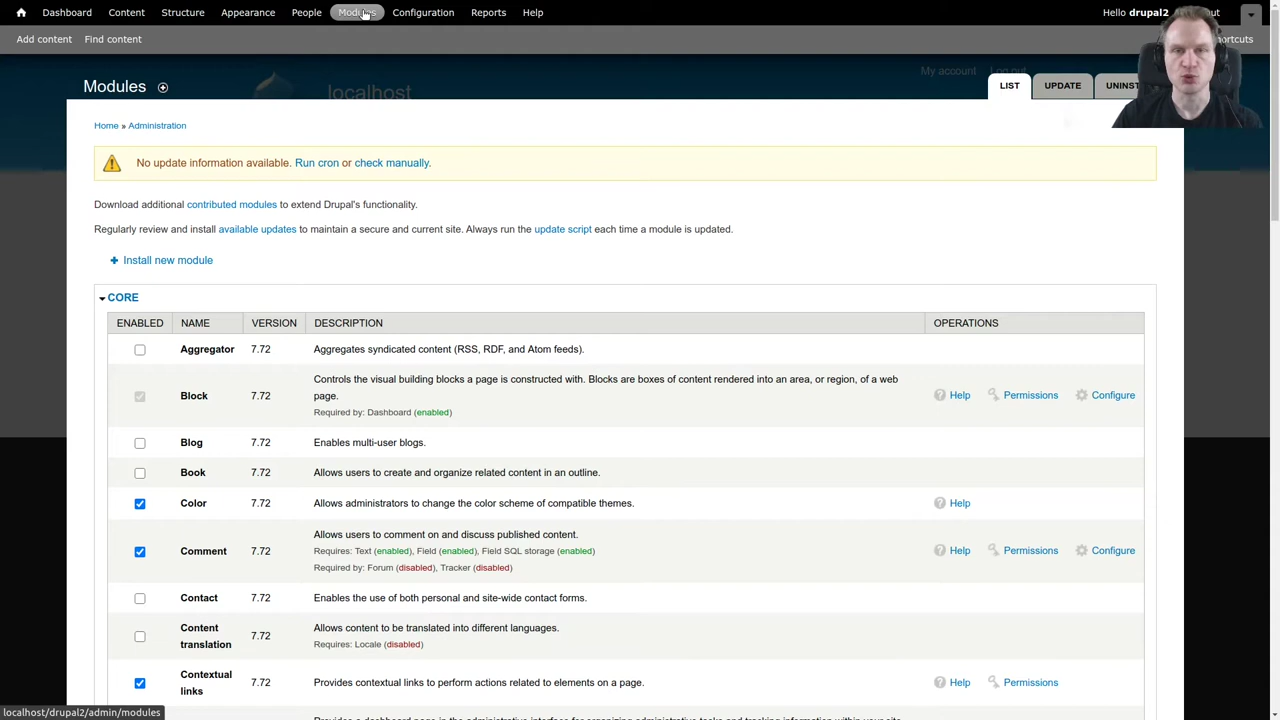 Dashboard Content Structure Appearance People Modules Configuration Reports Help Hello drupal2
Add content Find content
My account Log out
Modules localhost LIST UPDATE
Home » Administration
No update information available. Run cron or check manually.
Download additional contributed modules to extend Drupal's functionality.
Regularly review and install available updates to maintain a secure and current site. Always run the update script each time a module is updated.
+ Install new module
CORE
ENABLED NAME VERSION DESCRIPTION OPERATIONS
Aggregator 7.72 Aggregates syndicated content (RSS, RDF, and Atom feeds).
Controls the visual building blocks a page is constructed with. Blocks are boxes of content rendered into an area, or region, of a web
Block 7.72 page. Help Permissions Configure
Required by: Dashboard (enabled)
Blog 7.72 Enables multi-user blogs.
Book 7.72 Allows users to create and organize related content in an outline.
Color 7.72 Allows administrators to change the color scheme of compatible themes. Help
Allows users to comment on and discuss published content.
Comment 7.72 Requires: Text (enabled), Field (enabled), Field SQL storage (enabled) Help Permissions Configure
Required by: Forum (disabled), Tracker (disabled)
Contact 7.72 Enables the use of both personal and site-wide contact forms.
Content 7.72 Allows content to be translated into different languages.
translation Requires: Locale (disabled)
Contextual 7.72 Provides contextual links to perform actions related to elements on a page. Help Permissions
links
localhost/drupal2/admin/modules